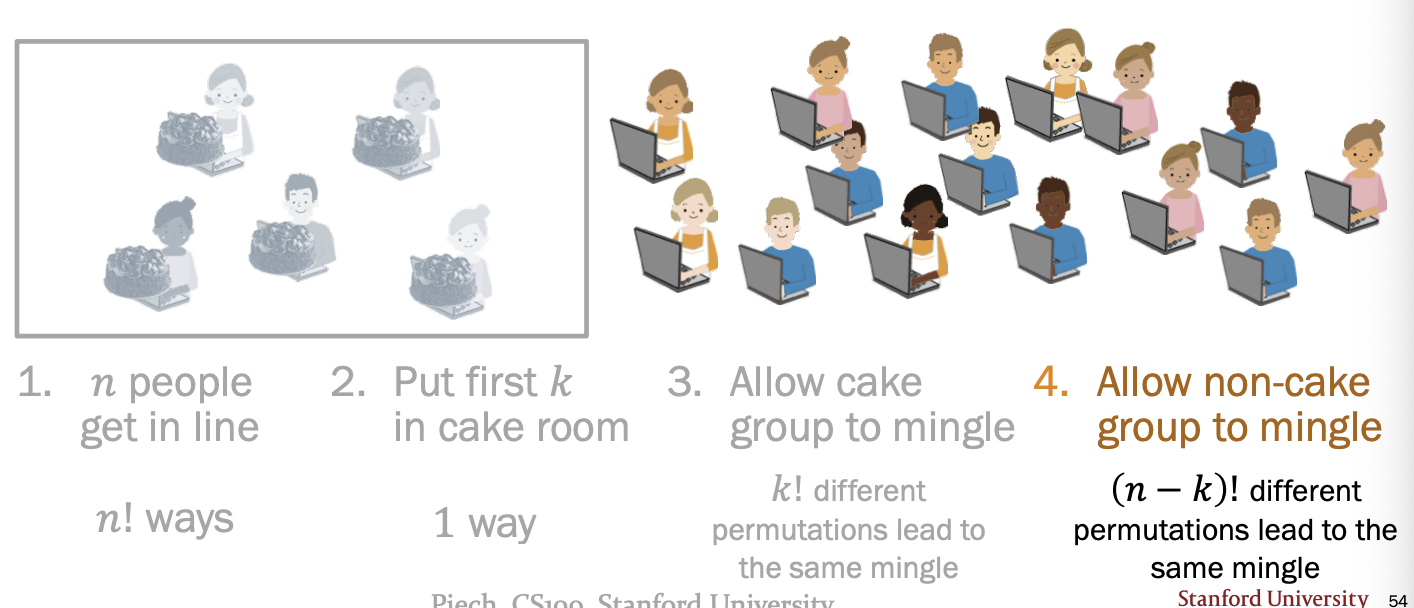 1. n people
get in line
n! ways
2. Put first k
in cake room
1 way
3. Allow cake
group to mingle
k! different
permutations lead to
the same mingle
4. Allow non-cake
group to mingle
(n − k)! different
permutations lead to the
same mingle
Piech, CS109, Stanford University
Stanford University 54